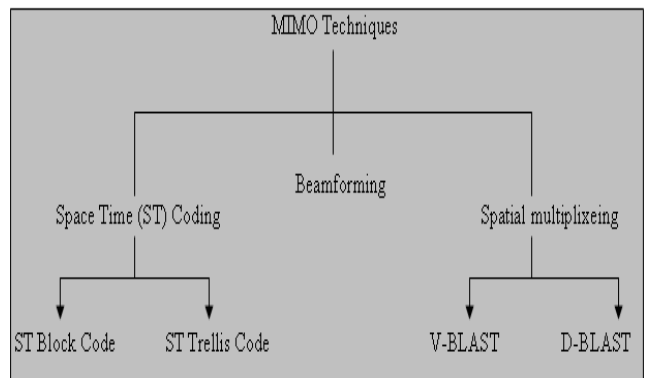 MIMO Techniques
Beamforming
Space Time (ST) Coding
Spatial multiplixeing
ST Block Code
ST Trellis Code
V-BLAST
D-BLAST